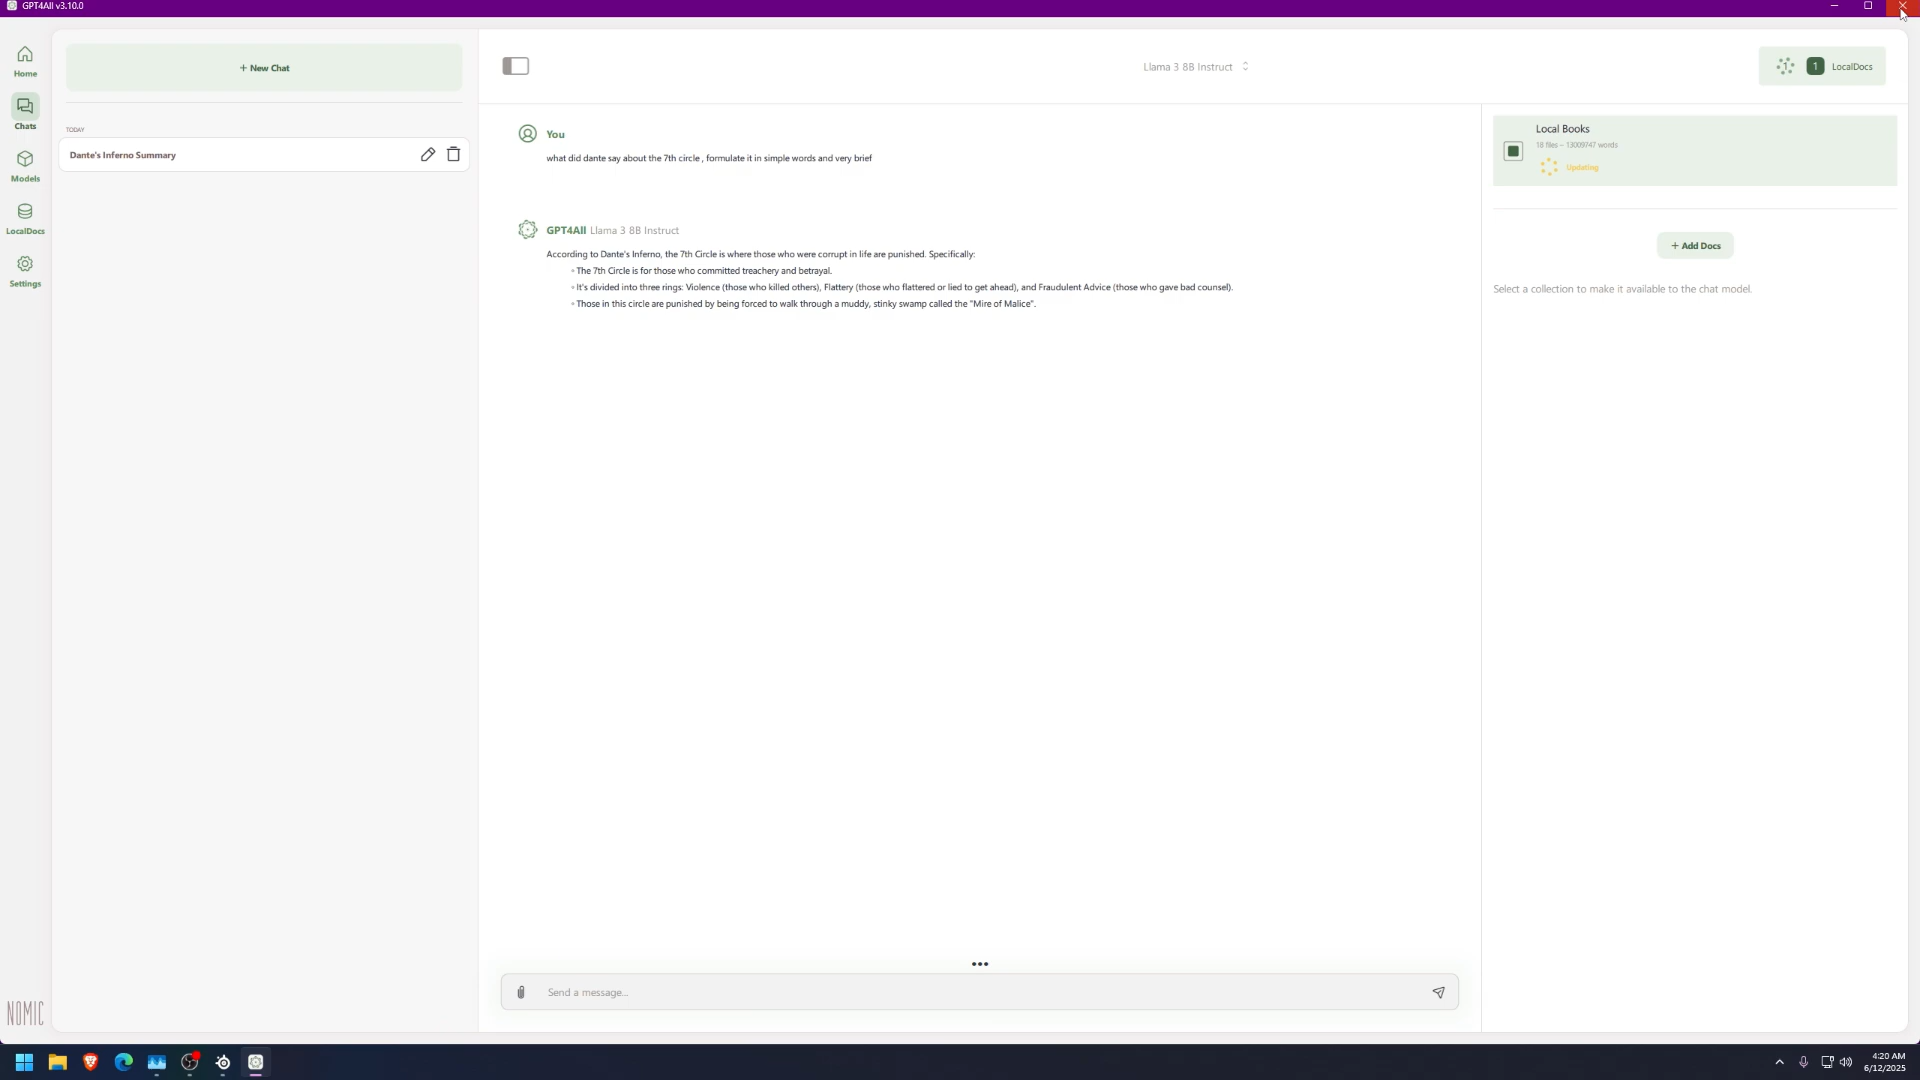 GPT4All v3.10.0
Home
Chats
Models
LocalDocs
Settings
NOMIC
+ New Chat
TODAY
Dante's Inferno Summary
Llama 3 8B Instruct
1
1 LocalDocs
You
what did dante say about the 7th circle , formulate it in simple words and very brief
GPT4All Llama 3 8B Instruct
According to Dante's Inferno, the 7th Circle is where those who were corrupt in life are punished. Specifically:
• The 7th Circle is for those who committed treachery and betrayal.
• It's divided into three rings: Violence (those who killed others), Flattery (those who flattered or lied to get ahead), and Fraudulent Advice (those who gave bad counsel).
• Those in this circle are punished by being forced to walk through a muddy, stinky swamp called the "Mire of Malice".
Send a message...
Local Books
18 files – 13009747 words
Updating
+ Add Docs
Select a collection to make it available to the chat model.
4:20 AM
6/12/2025